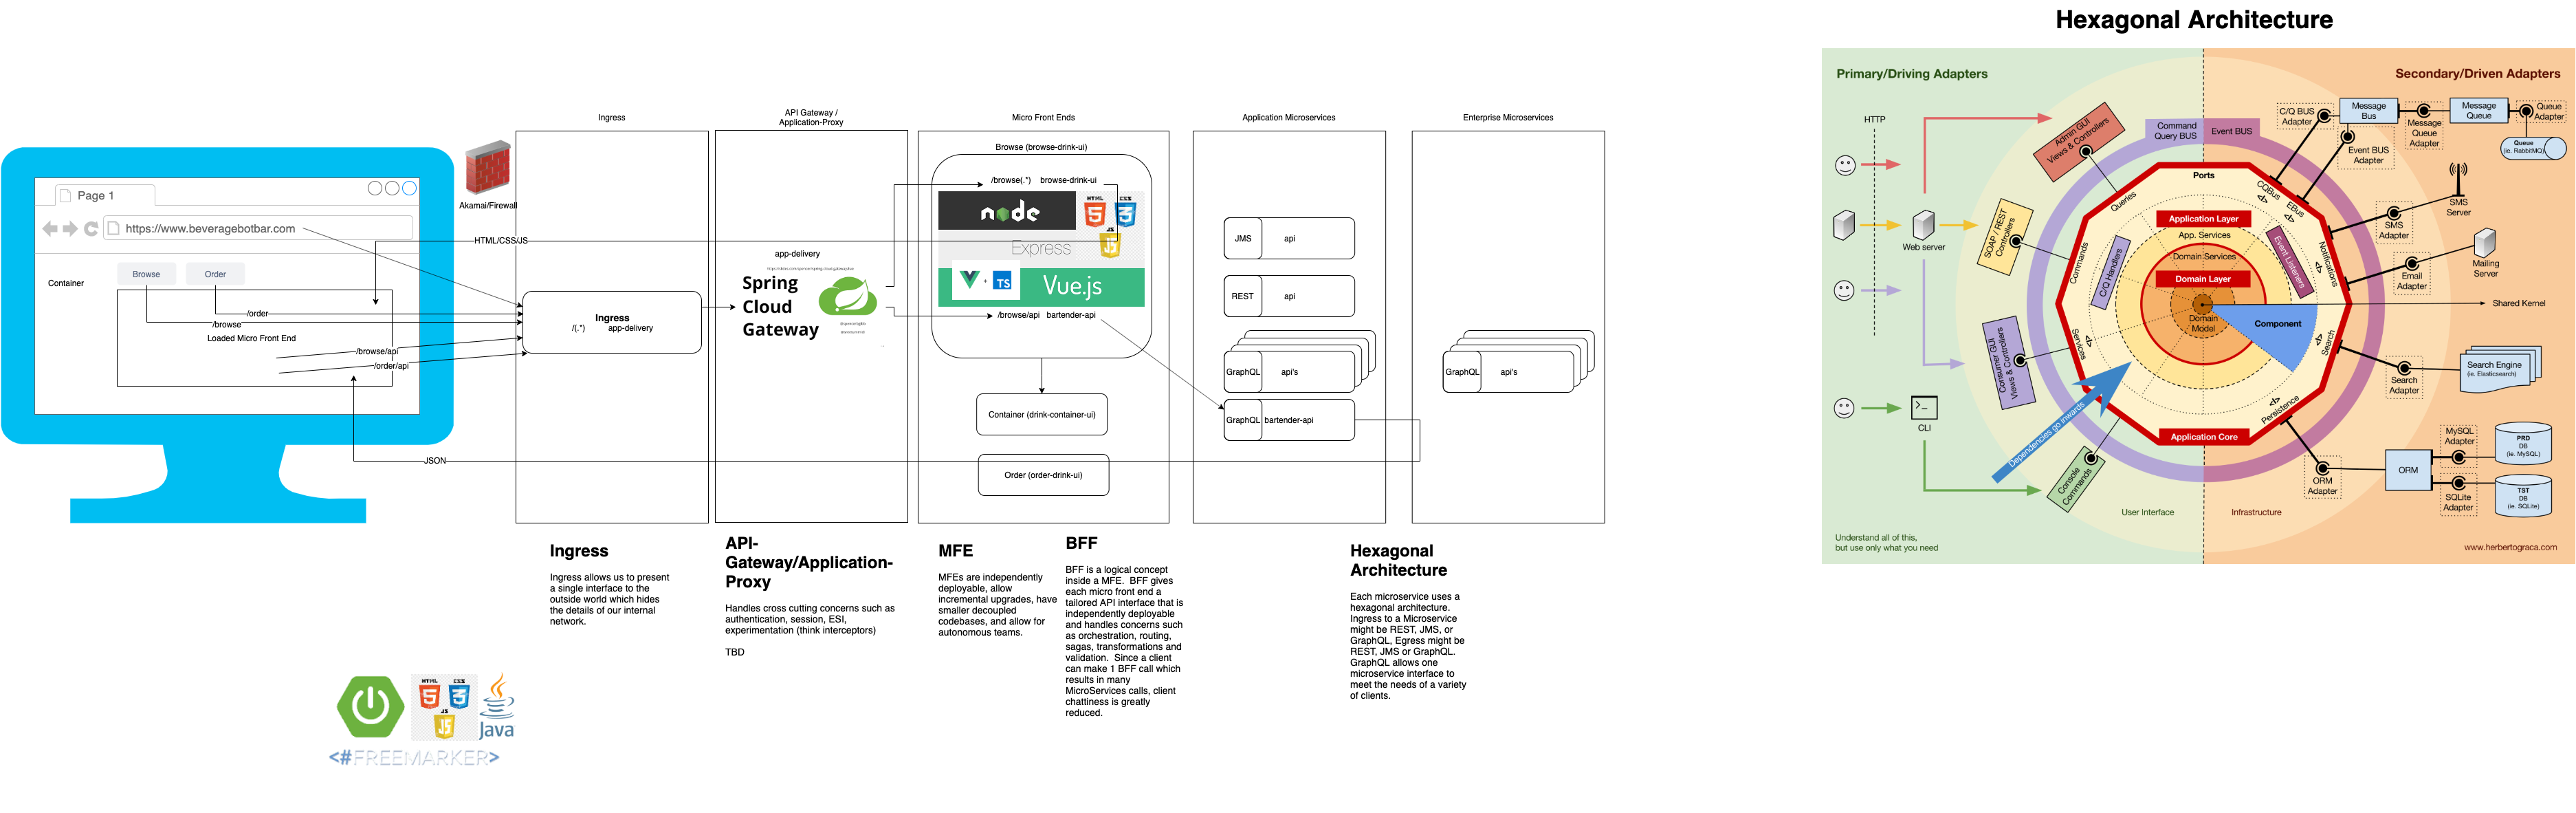 Hexagonal Architecture
Page 1
https://www.beveragebotbar.com
Container
Browse
Order
/order
/browse
Loaded Micro Front End
/browse/api
/order/api
Akamai/Firewall
HTML/CSS/JS
JSON
Ingress
Ingress
/(.*) app-delivery
API Gateway /
Application-Proxy
app-delivery
Spring
Cloud
Gateway
Micro Front Ends
Browse (browse-drink-ui)
/browse(.*) browse-drink-ui
node
HTML
5
CSS
3
JS
JS
Express
+ TS
Vue.js
/browse/api bartender-api
Container (drink-container-ui)
Order (order-drink-ui)
Application Microservices
JMS api
REST api
GraphQL api's
GraphQL bartender-api
Enterprise Microservices
GraphQL api's
Ingress
Ingress allows us to present
a single interface to the
outside world which hides
the details of our internal
network.
API-
Gateway/Application-
Proxy
Handles cross cutting concerns such as
authentication, session, ESI,
experimentation (think interceptors)
TBD
MFE
MFEs are independently
deployable, allow
incremental upgrades, have
smaller decoupled
codebases, and allow for
autonomous teams.
BFF
BFF is a logical concept
inside a MFE. BFF gives
each micro front end a
tailored API interface that is
independently deployable
and handles concerns such
as orchestration, routing,
sagas, transformations and
validation. Since a client
can make 1 BFF call which
results in many
MicroServices calls, client
chattiness is greatly
reduced.
Hexagonal
Architecture
Each microservice uses a
hexagonal architecture.
Ingress to a Microservice
might be REST, JMS, or
GraphQL, Egress might be
REST, JMS or GraphQL.
GraphQL allows one
microservice interface to
meet the needs of a variety
of clients.
HTML
5
CSS
3
JS
JS
Java
<#FREEMARKER>
Primary/Driving Adapters
Secondary/Driven Adapters
HTTP
Web server
CLI
Admin GUI
Views & Controllers
SOAP / REST
Controllers
Consumer GUI
Views & Controllers
Console
Commands
Dependencies go inwards
Command
Query BUS
Event BUS
Ports
Queries
Commands
Services
CQBus
EBus
Notifications
Search
Persistence
Application Layer
App. Services
Domain Services
Domain Layer
Domain
Model
C/Q Handlers
Event Listeners
Component
Application Core
C/Q BUS
Adapter
Message
Bus
Event BUS
Adapter
Message
Queue
Adapter
Message
Queue
Queue
Adapter
Queue
(ie. RabbitMQ)
SMS
Server
SMS
Adapter
Mailing
Server
Email
Adapter
Shared Kernel
Search
Adapter
Search Engine
(ie. Elasticsearch)
ORM
Adapter
ORM
MySQL
Adapter
PRD
DB
(ie. MySQL)
SQLite
Adapter
TST
DB
(ie. SQLite)
User Interface
Infrastructure
Understand all of this,
but use only what you need
www.herbertograca.com